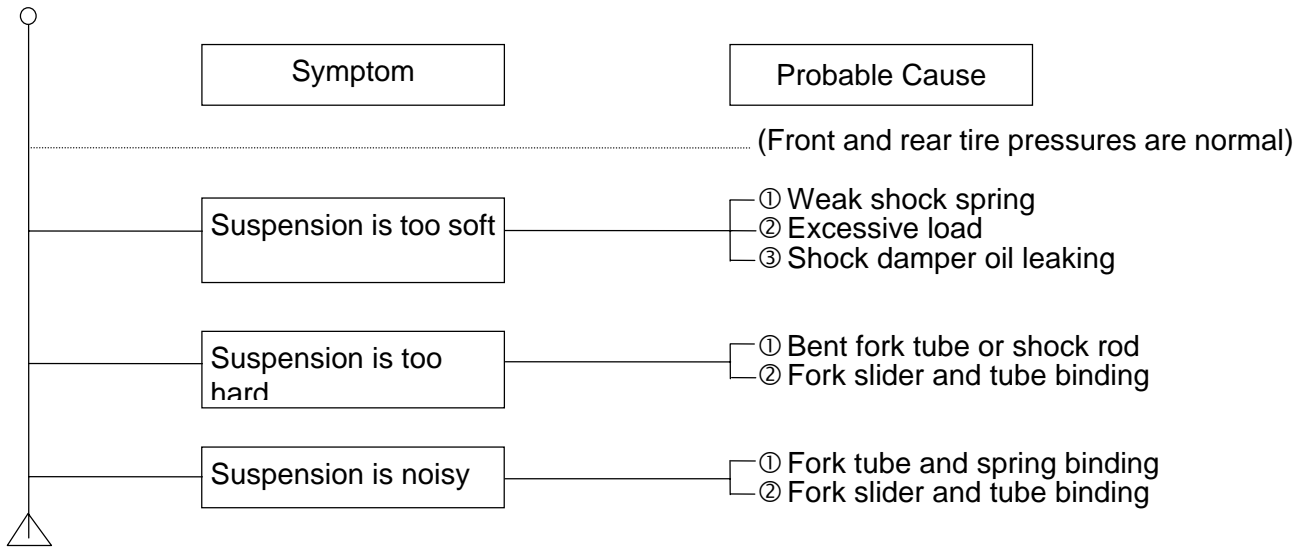 Symptom
Probable Cause
(Front and rear tire pressures are normal)
Suspension is too soft
① Weak shock spring
② Excessive load
③ Shock damper oil leaking
Suspension is too
hard
① Bent fork tube or shock rod
② Fork slider and tube binding
Suspension is noisy
① Fork tube and spring binding
② Fork slider and tube binding